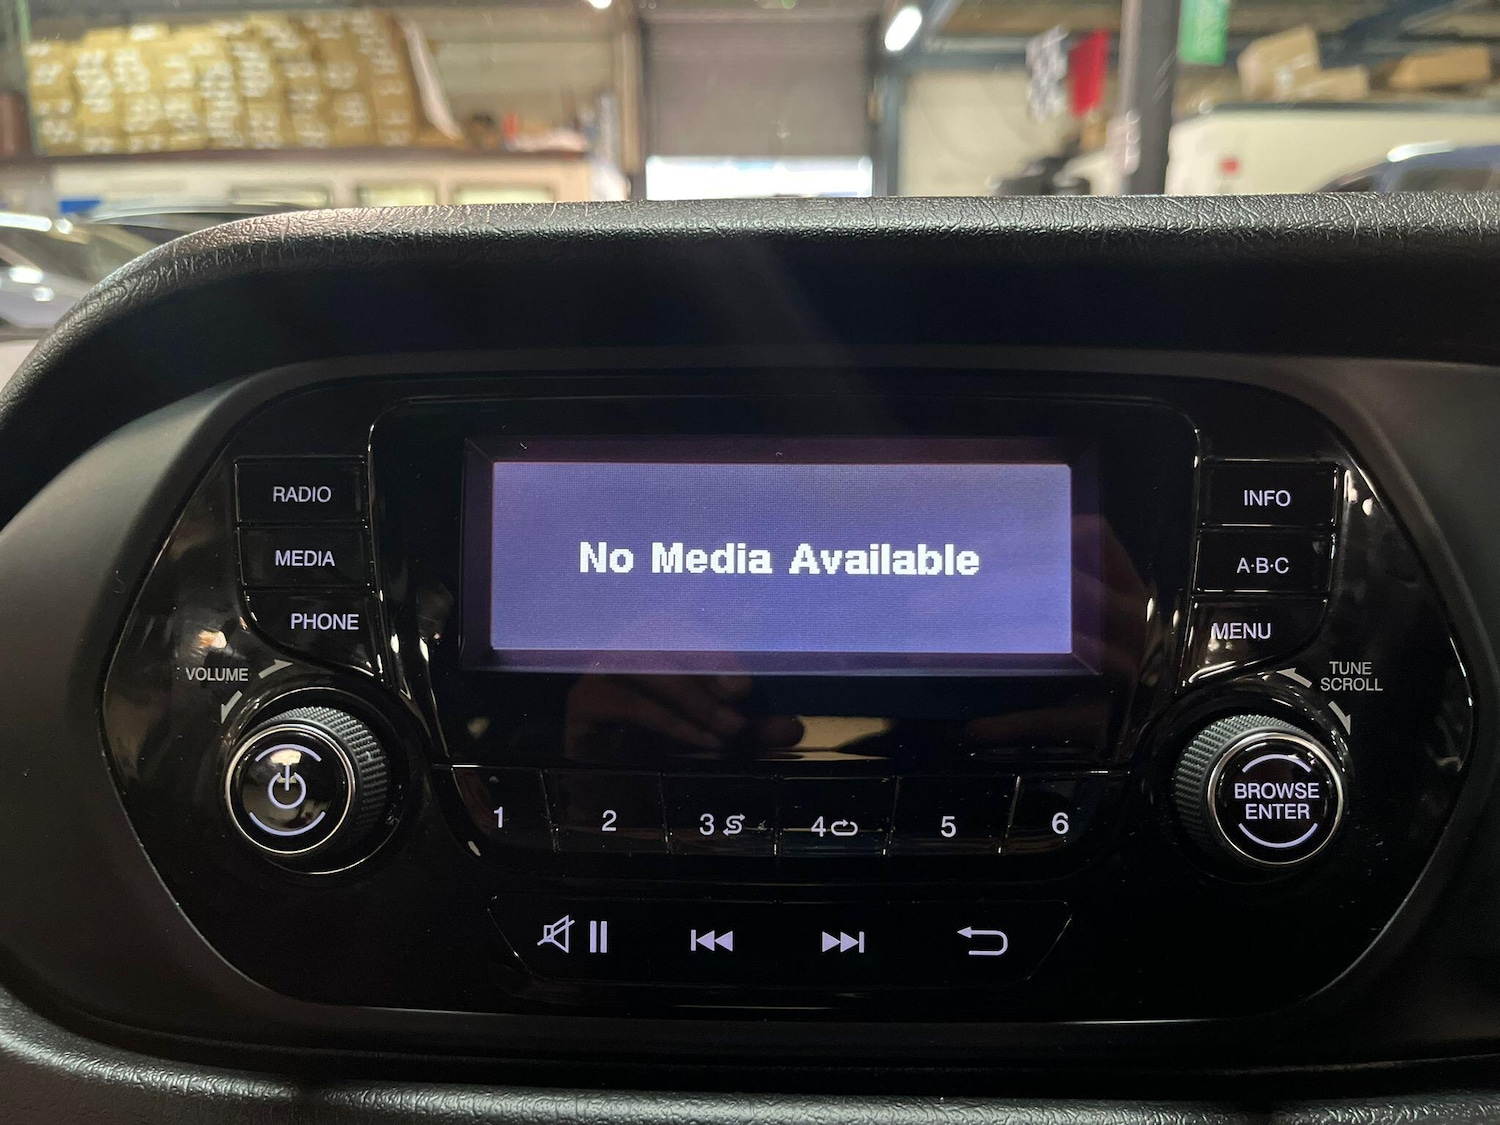 No Media Available
RADIO
MEDIA
PHONE
VOLUME
INFO
A·B·C
MENU
TUNE
SCROLL
BROWSE
ENTER
1
2
3
4
5
6